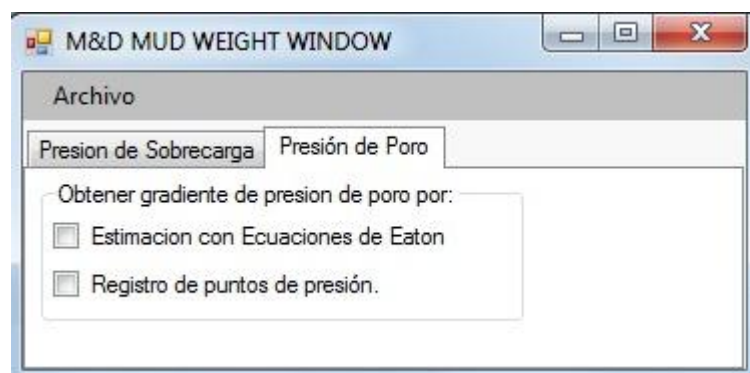 M&D MUD WEIGHT WINDOW
Archivo
Presion de Sobrecarga Presión de Poro
Obtener gradiente de presion de poro por:
Estimacion con Ecuaciones de Eaton
Registro de puntos de presión.